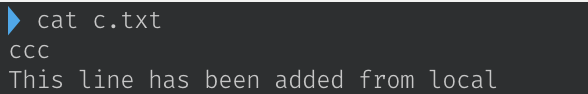 cat c.txt
ccc
This line has been added from local